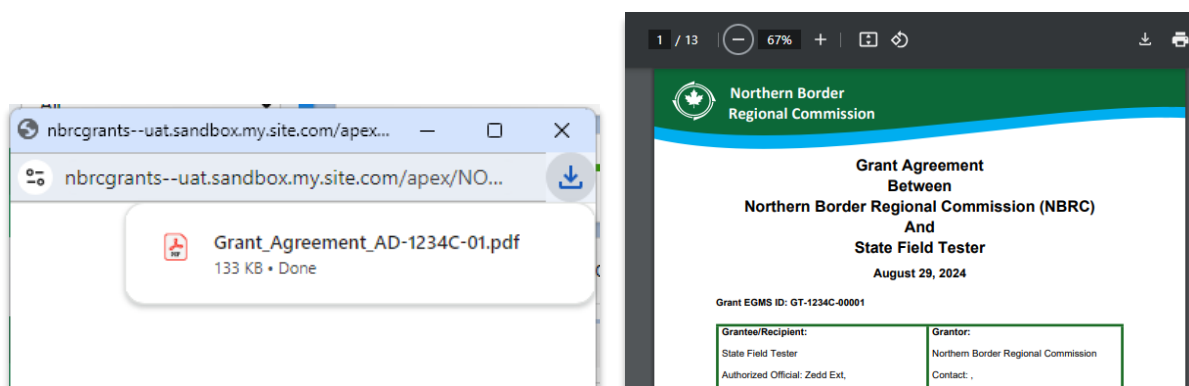 All
nbrcgrants--uat.sandbox.my.site.com/apex...
nbrcgrants--uat.sandbox.my.site.com/apex/NO...
Grant_Agreement_AD-1234C-01.pdf
133 KB • Done
1 / 13
67%
Northern Border
Regional Commission
Grant Agreement
Between
Northern Border Regional Commission (NBRC)
And
State Field Tester
August 29, 2024
Grant EGMS ID: GT-1234C-00001
Grantee/Recipient:
State Field Tester
Authorized Official: Zedd Ext,
Grantor:
Northern Border Regional Commission
Contact: ,